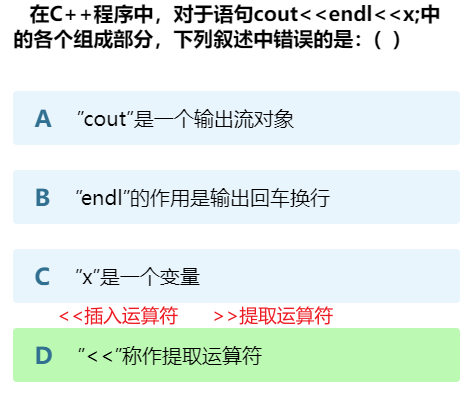 在C++程序中，对于语句cout<<endl<<x;中
的各个组成部分，下列叙述中错误的是：( )
A "cout"是一个输出流对象
B "endl"的作用是输出回车换行
C "x"是一个变量
<<插入运算符 >>提取运算符
D "<<"称作提取运算符